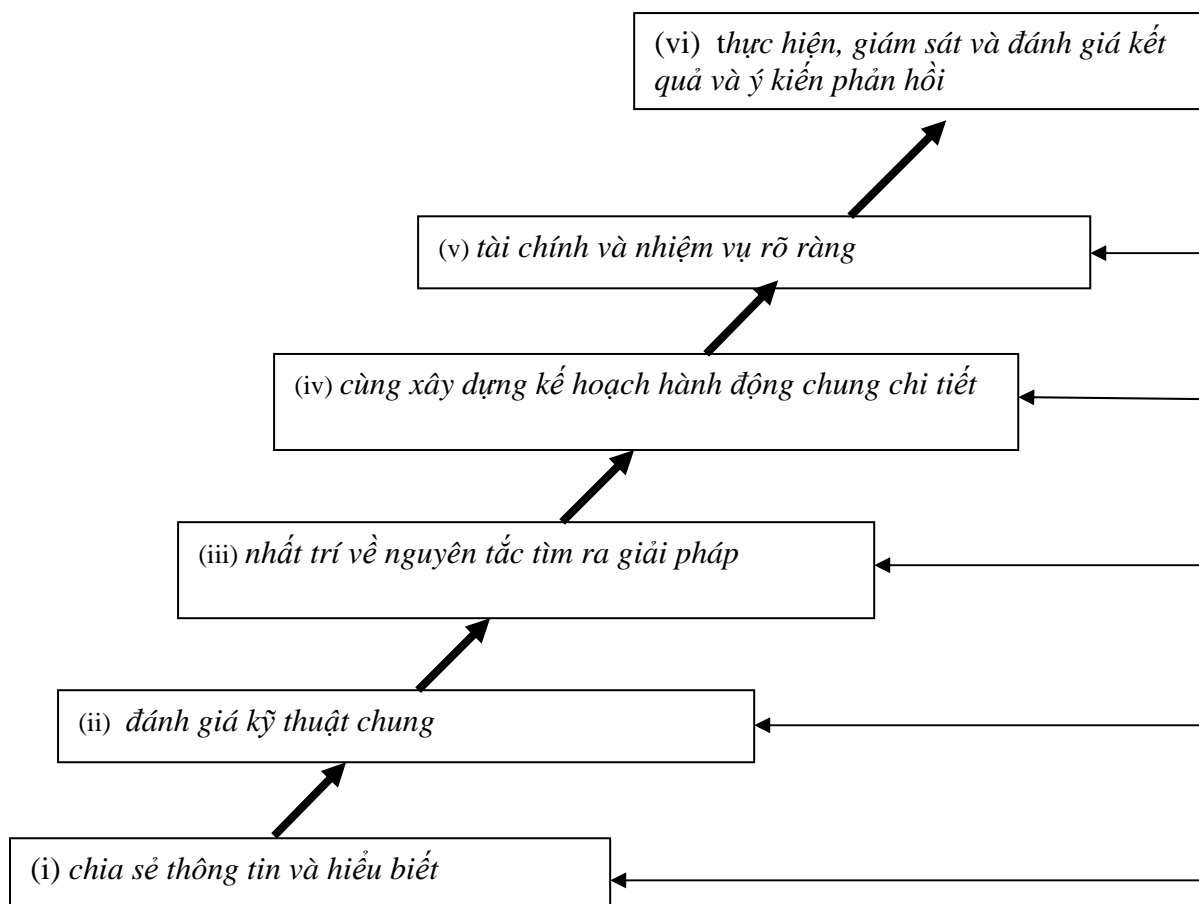 (vi) thực hiện, giám sát và đánh giá kết
quả và ý kiến phản hồi
(v) tài chính và nhiệm vụ rõ ràng
(iv) cùng xây dựng kế hoạch hành động chung chi tiết
(iii) nhất trí về nguyên tắc tìm ra giải pháp
(ii) đánh giá kỹ thuật chung
(i) chia sẻ thông tin và hiểu biết